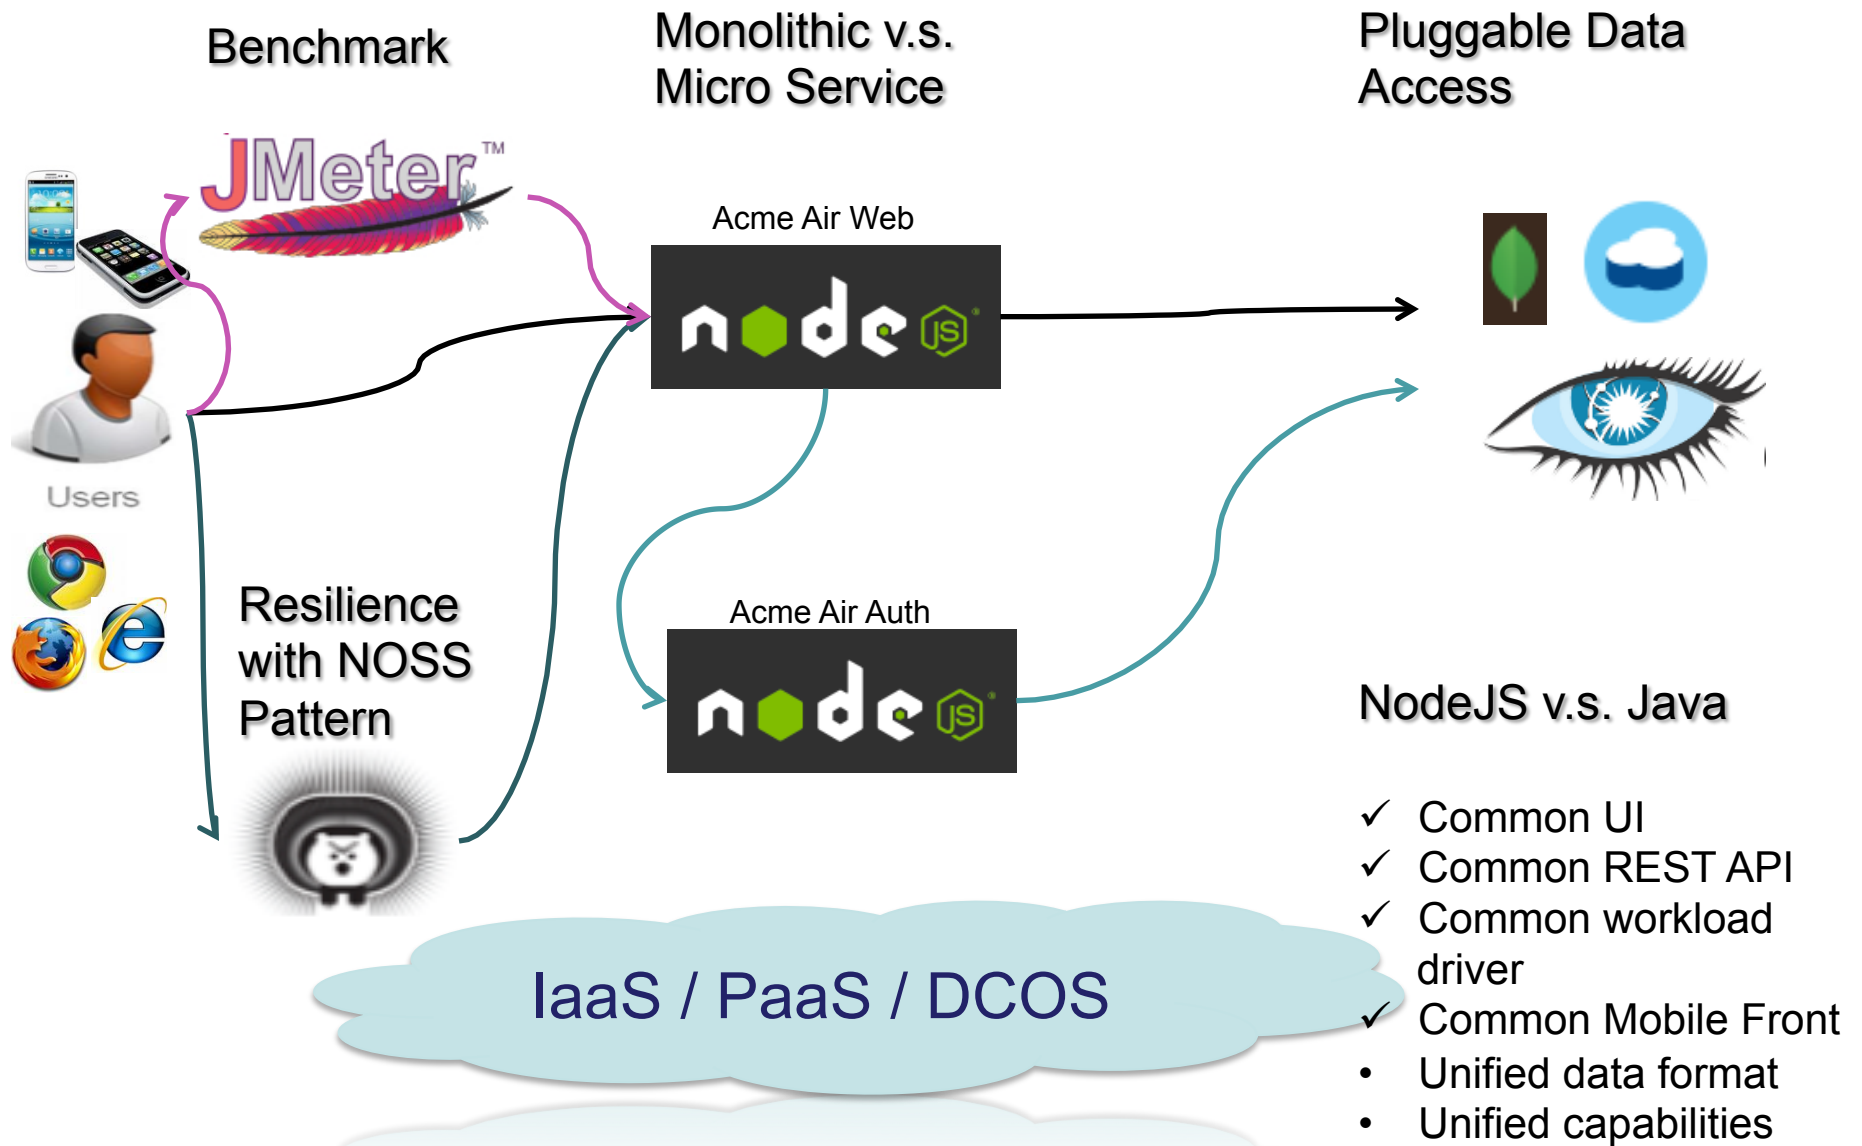 Benchmark
Monolithic v.s.
Micro Service
Pluggable Data
Access
JMeter™
Acme Air Web
node JS®
Users
Resilience
with NOSS
Pattern
Acme Air Auth
node JS®
NodeJS v.s. Java
✓ Common UI
✓ Common REST API
✓ Common workload
driver
✓ Common Mobile Front
• Unified data format
• Unified capabilities
IaaS / PaaS / DCOS